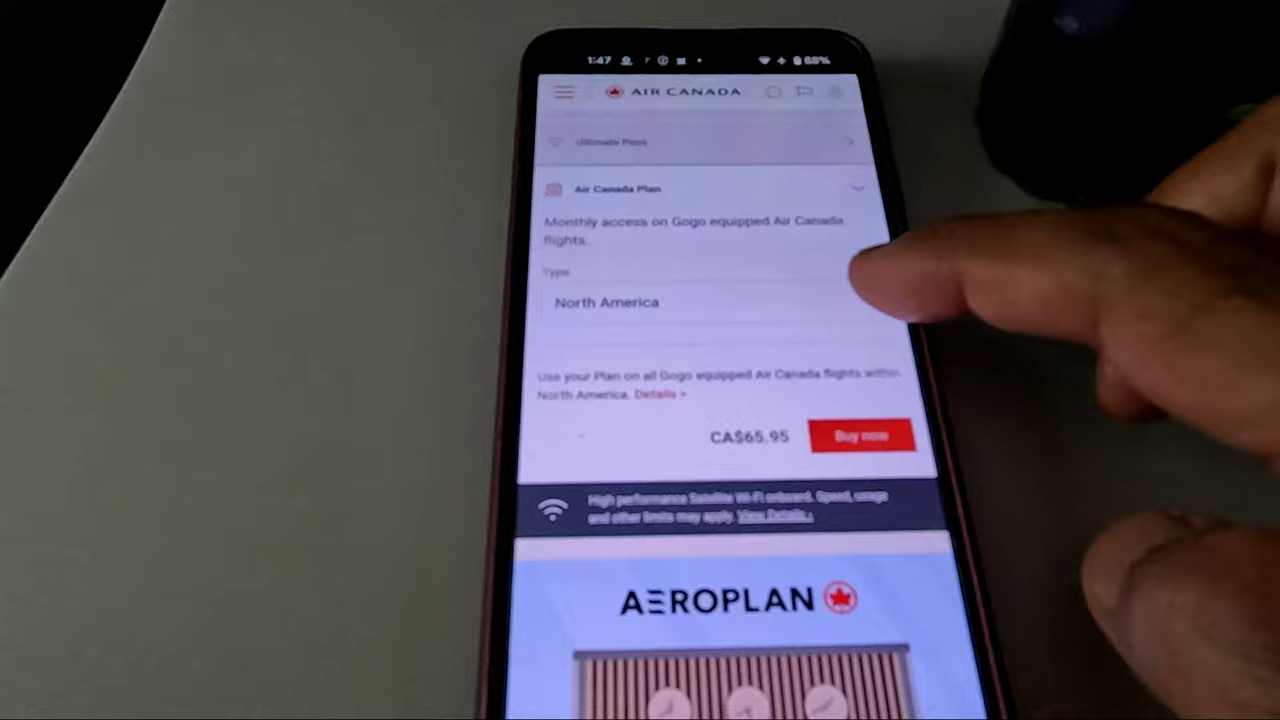 1:47
68%
AIR CANADA
Ultimate Plans
Air Canada Plan
Monthly access on Gogo equipped Air Canada
flights.
Type
North America
Use your Plan on all Gogo equipped Air Canada flights within
North America. Details >
CA$65.95
Buy now
High performance Satellite Wi-Fi onboard. Speed, usage
and other limits may apply. View Details >
AEROPLAN